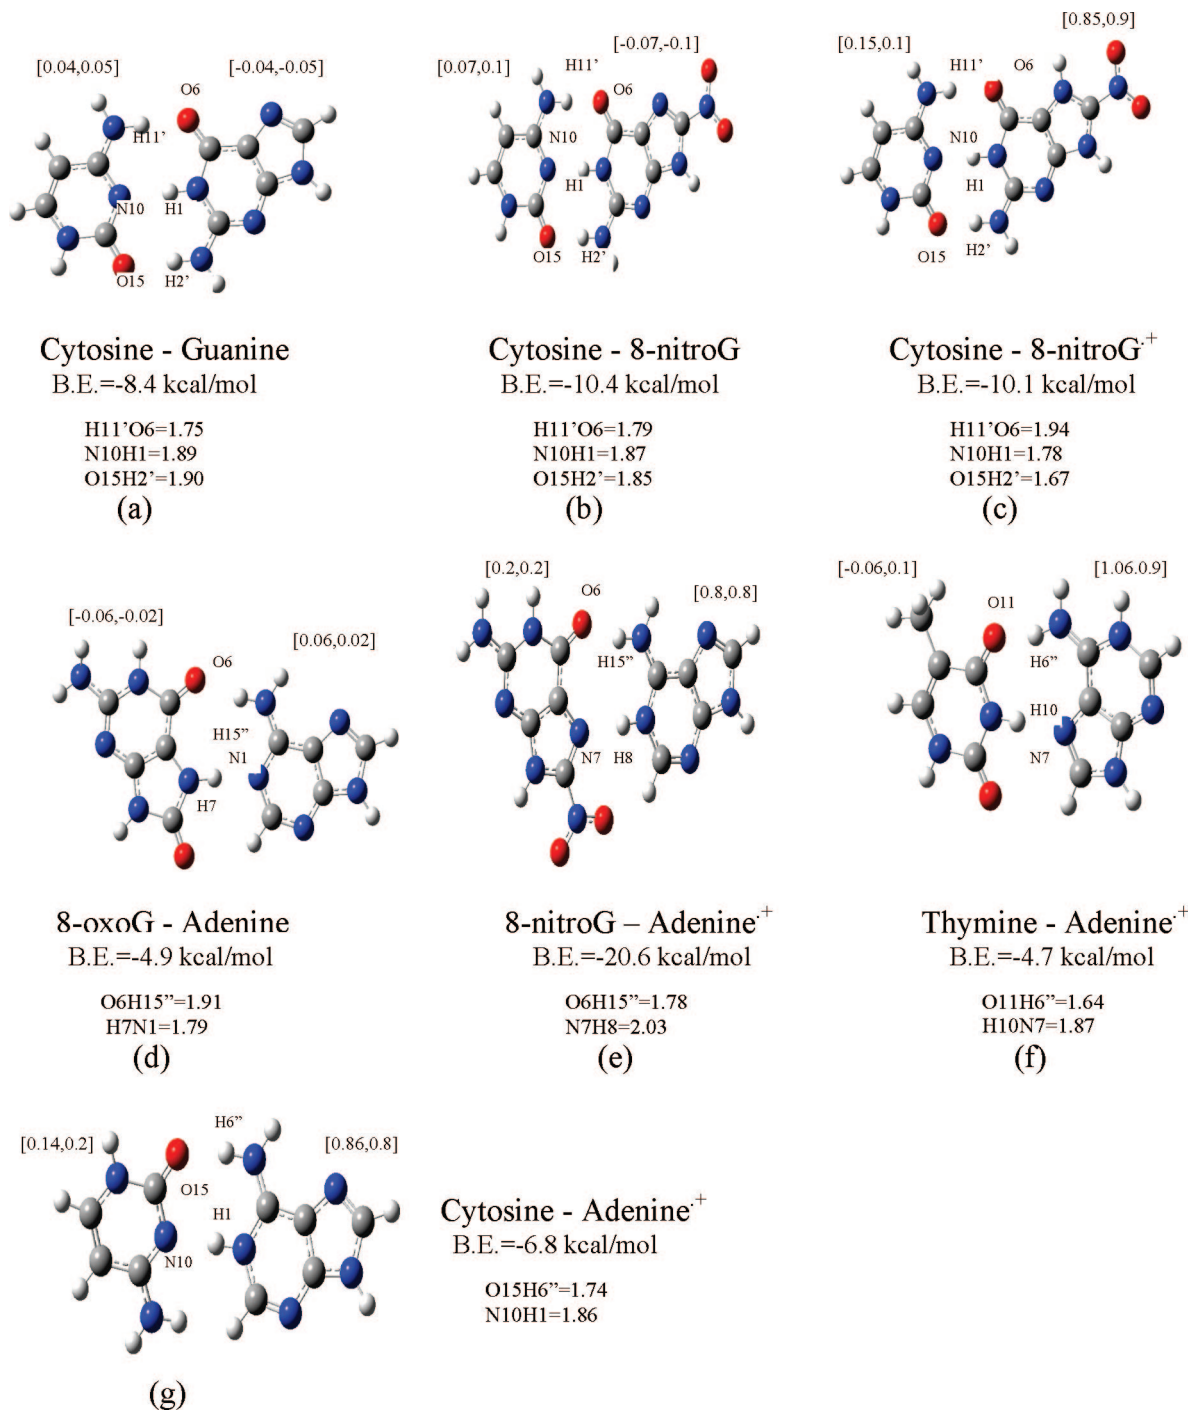 [0.04,0.05]
[-0.04,-0.05]
O6
H11’
N10
H1
O15
H2’
Cytosine - Guanine
B.E.=-8.4 kcal/mol
H11’O6=1.75
N10H1=1.89
O15H2’=1.90
(a)
[0.07,0.1]
[-0.07,-0.1]
H11’
O6
N10
H1
O15
H2’
Cytosine - 8-nitroG
B.E.=-10.4 kcal/mol
H11’O6=1.79
N10H1=1.87
O15H2’=1.85
(b)
[0.15,0.1]
[0.85,0.9]
H11’
O6
N10
H1
O15
H2’
Cytosine - 8-nitroG.+
B.E.=-10.1 kcal/mol
H11’O6=1.94
N10H1=1.78
O15H2’=1.67
(c)
[-0.06,-0.02]
[0.06,0.02]
O6
H15”
N1
H7
8-oxoG - Adenine
B.E.=-4.9 kcal/mol
O6H15”=1.91
H7N1=1.79
(d)
[0.2,0.2]
[0.8,0.8]
O6
H15”
N7
H8
8-nitroG – Adenine.+
B.E.=-20.6 kcal/mol
O6H15”=1.78
N7H8=2.03
(e)
[-0.06,0.1]
[1.06.0.9]
O11
H6”
H10
N7
Thymine - Adenine.+
B.E.=-4.7 kcal/mol
O11H6”=1.64
H10N7=1.87
(f)
[0.14,0.2]
[0.86,0.8]
H6”
O15
H1
N10
Cytosine - Adenine.+
B.E.=-6.8 kcal/mol
O15H6”=1.74
N10H1=1.86
(g)